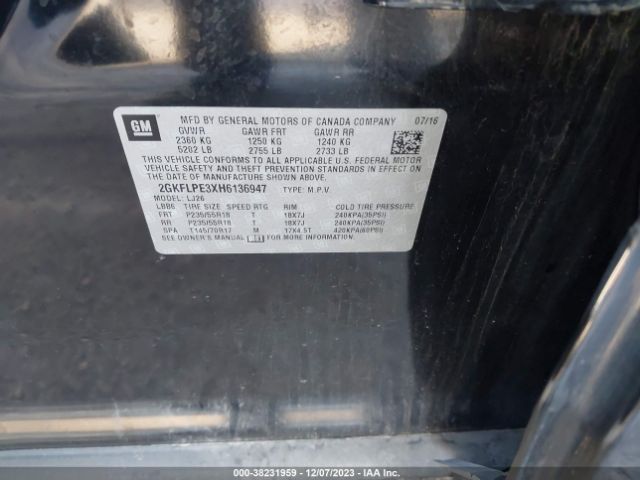 GM
MFD BY GENERAL MOTORS OF CANADA COMPANY 07/16
GVWR GAWR FRT GAWR RR
2360 KG 1250 KG 1240 KG
5202 LB 2755 LB 2733 LB
THIS VEHICLE CONFORMS TO ALL APPLICABLE U.S. FEDERAL MOTOR
VEHICLE SAFETY AND THEFT PREVENTION STANDARDS IN EFFECT ON
THE DATE OF MANUFACTURE SHOWN ABOVE.
2GKFLPE3XH6136947 TYPE: M.P.V.
MODEL: LJ26
LBB6 TIRE SIZE SPEED RTG RIM COLD TIRE PRESSURE
FRT P235/55R18 T 18X7J 240KPA(35PSI)
RR P235/55R18 T 18X7J 240KPA(35PSI)
SPA T145/70R17 M 17X4.5T 420KPA(60PSI)
SEE OWNER'S MANUAL FOR MORE INFORMATION.
000-38231959 - 12/07/2023 - IAA Inc.